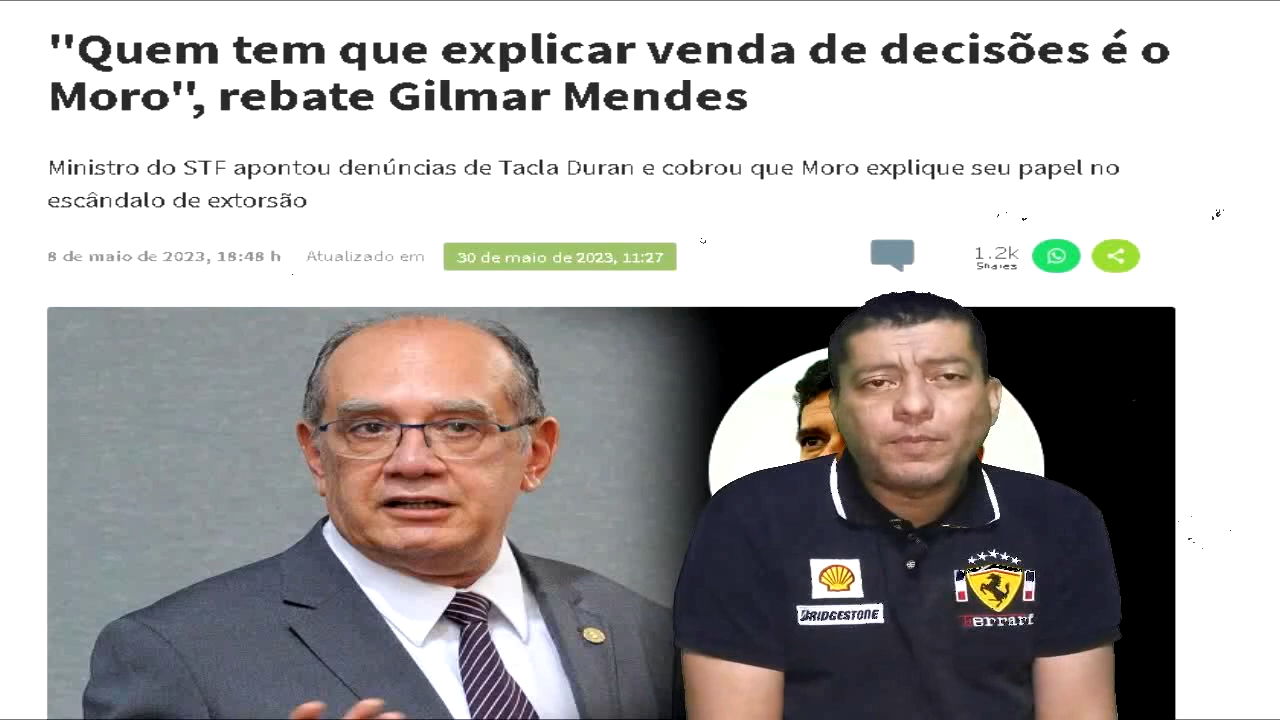 "Quem tem que explicar venda de decisões é o
Moro", rebate Gilmar Mendes
Ministro do STF apontou denúncias de Tacla Duran e cobrou que Moro explique seu papel no
escândalo de extorsão
8 de maio de 2023, 18:48 h Atualizado em 30 de maio de 2023, 11:27
1.2k
Shares
BRIDGESTONE
Ferrari